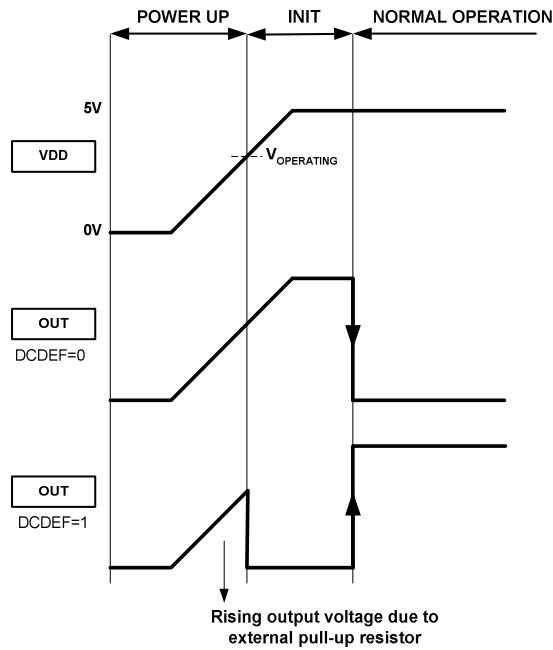 POWER UP INIT NORMAL OPERATION
5V
VDD
VOPERATING
0V
OUT
DCDEF=0
OUT
DCDEF=1
Rising output voltage due to
external pull-up resistor